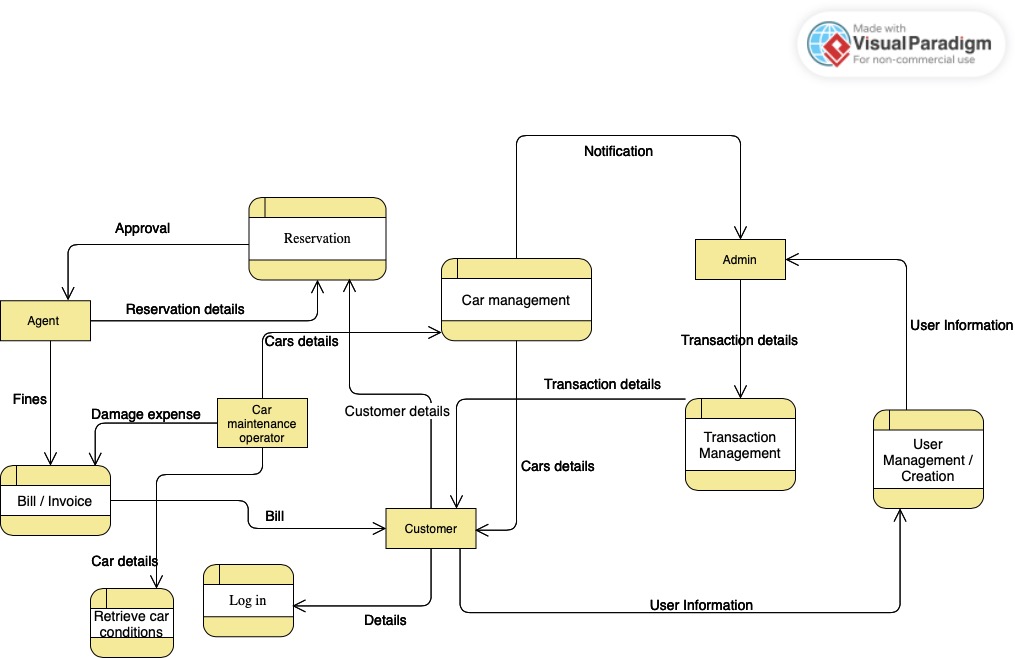 Made with
Visual Paradigm
For non-commercial use
Notification
Approval
Reservation
Admin
Car management
Agent
Reservation details
User Information
Cars details
Transaction details
Transaction details
Fines
Damage expense
Car
maintenance
operator
Customer details
Transaction
Management
User
Management /
Creation
Cars details
Bill / Invoice
Bill
Customer
Car details
Log in
User Information
Retrieve car
conditions
Details